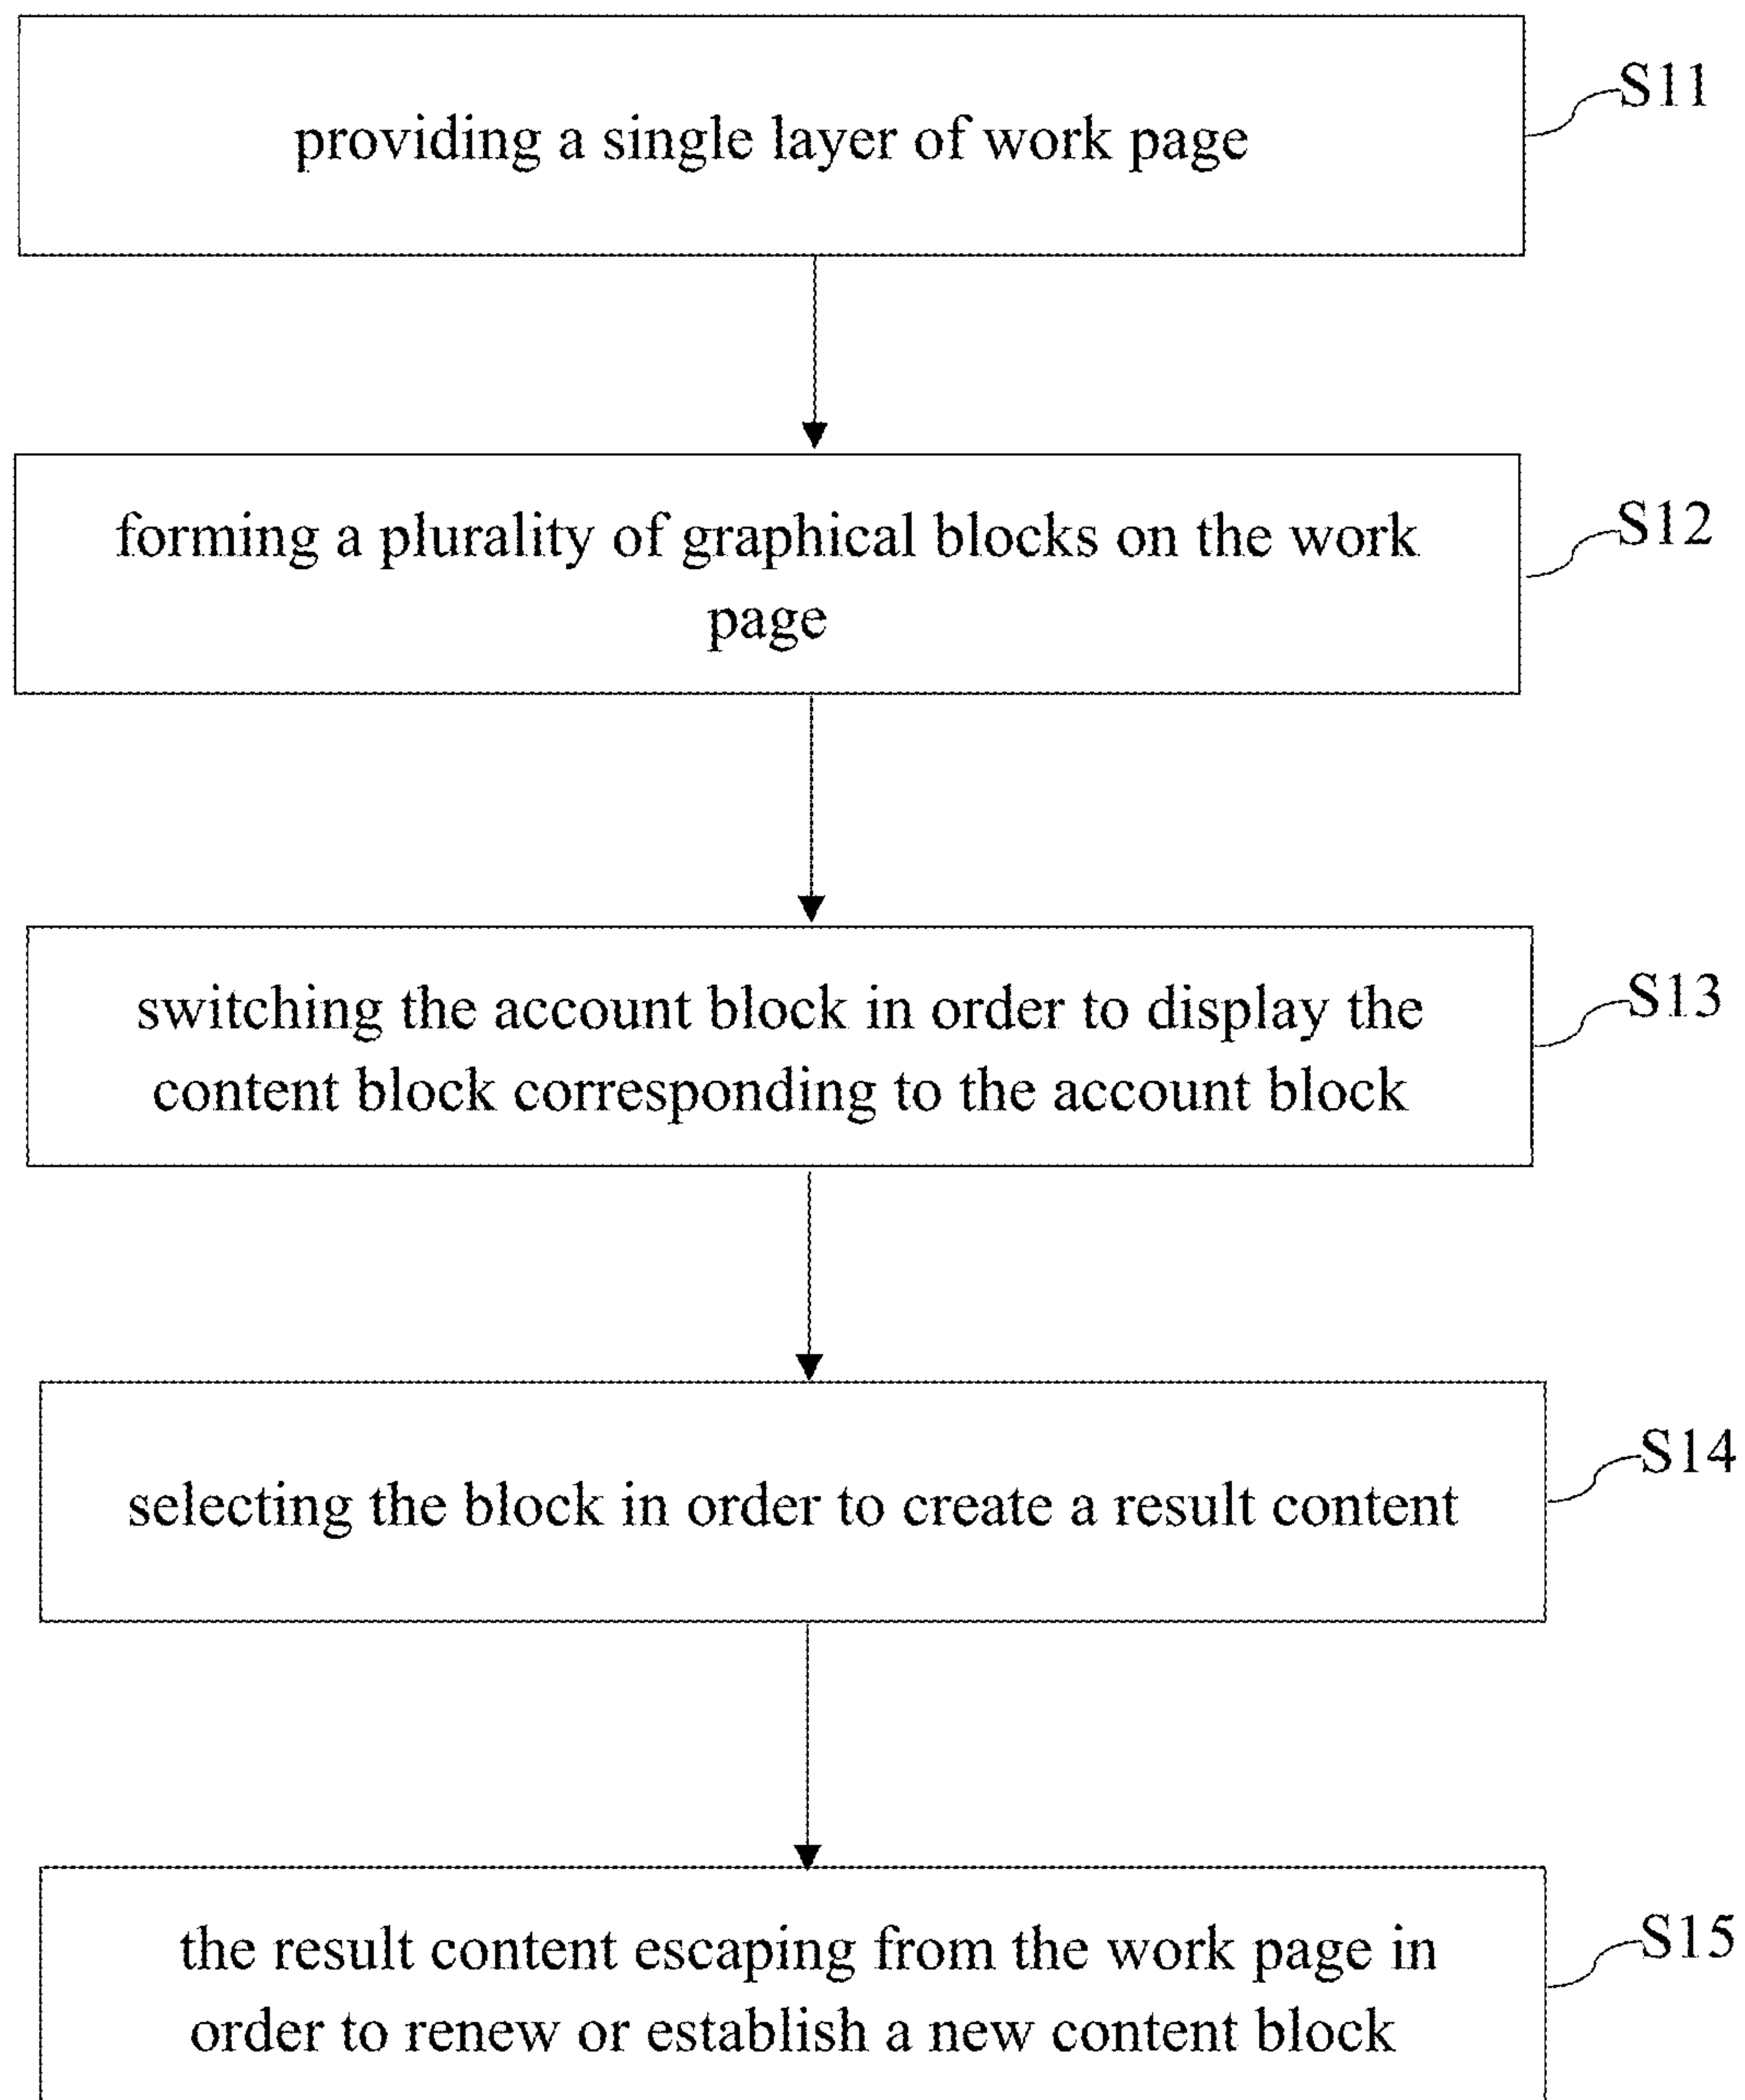 providing a single layer of work page
S11
forming a plurality of graphical blocks on the work
page
S12
switching the account block in order to display the
content block corresponding to the account block
S13
selecting the block in order to create a result content
S14
the result content escaping from the work page in
order to renew or establish a new content block
S15